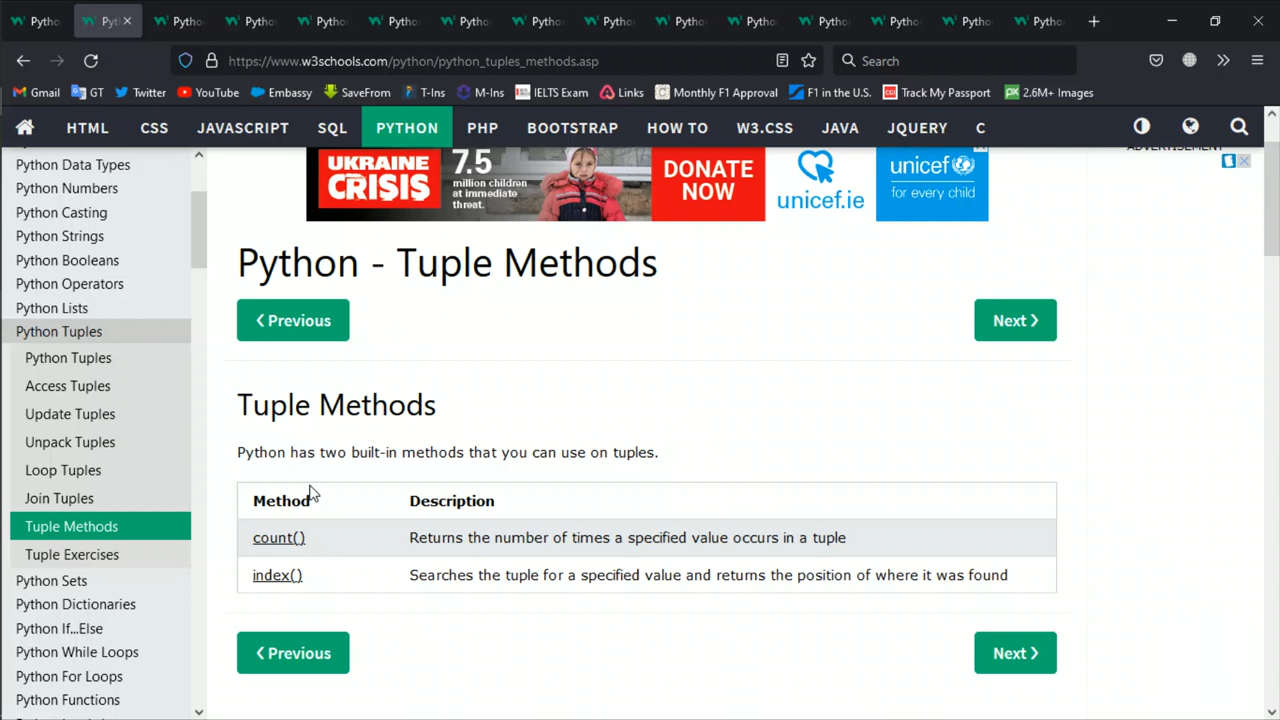 Pytho Pyt Pytho Pytho Pytho Pytho Pytho Pytho Pytho Pytho Pytho Pytho Pytho Pytho Pytho
https://www.w3schools.com/python/python_tuples_methods.asp Search
Gmail GT Twitter YouTube Embassy SaveFrom T-Ins M-Ins IELTS Exam Links Monthly F1 Approval F1 in the U.S. Track My Passport 2.6M+ Images
HTML CSS JAVASCRIPT SQL PYTHON PHP BOOTSTRAP HOW TO W3.CSS JAVA JQUERY C
Python Data Types
Python Numbers
Python Casting
Python Strings
Python Booleans
Python Operators
Python Lists
Python Tuples
Python Tuples
Access Tuples
Update Tuples
Unpack Tuples
Loop Tuples
Join Tuples
Tuple Methods
Tuple Exercises
Python Sets
Python Dictionaries
Python If...Else
Python While Loops
Python For Loops
Python Functions
ADVERTISEMENT
UKRAINE
CRISIS
7.5
million children
at immediate
threat.
DONATE
NOW
unicef.ie
unicef
for every child
Python - Tuple Methods
❮ Previous
Next ❯
Tuple Methods
Python has two built-in methods that you can use on tuples.
Method Description
count() Returns the number of times a specified value occurs in a tuple
index() Searches the tuple for a specified value and returns the position of where it was found
❮ Previous
Next ❯